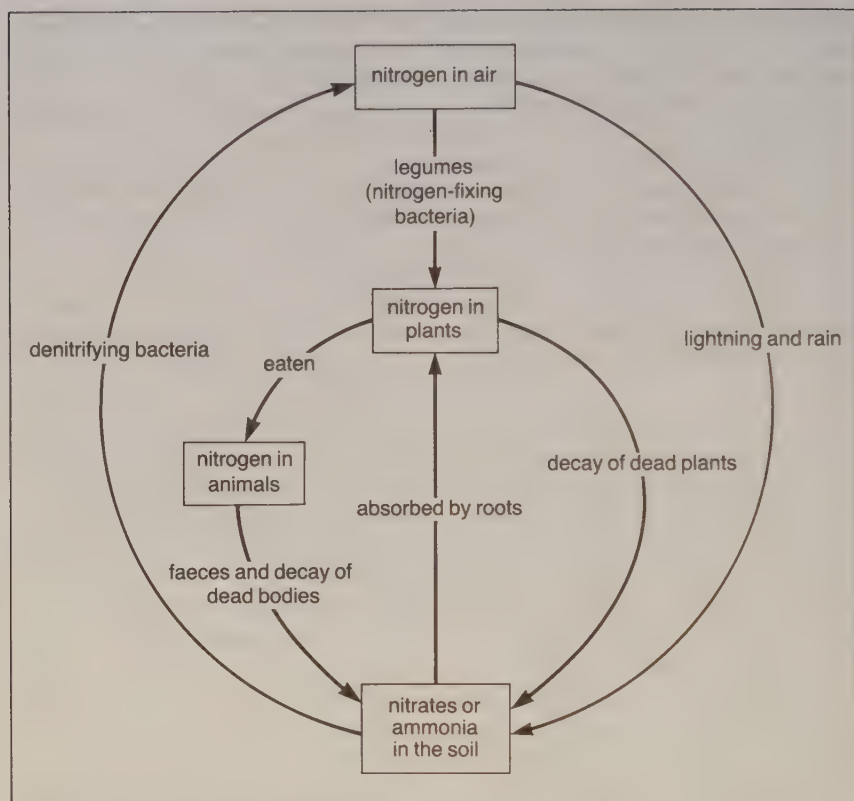 nitrogen in air
legumes
(nitrogen-fixing
bacteria)
nitrogen in
plants
denitrifying bacteria
lightning and rain
eaten
nitrogen in
animals
decay of dead plants
absorbed by roots
faeces and decay of
dead bodies
nitrates or
ammonia
in the soil